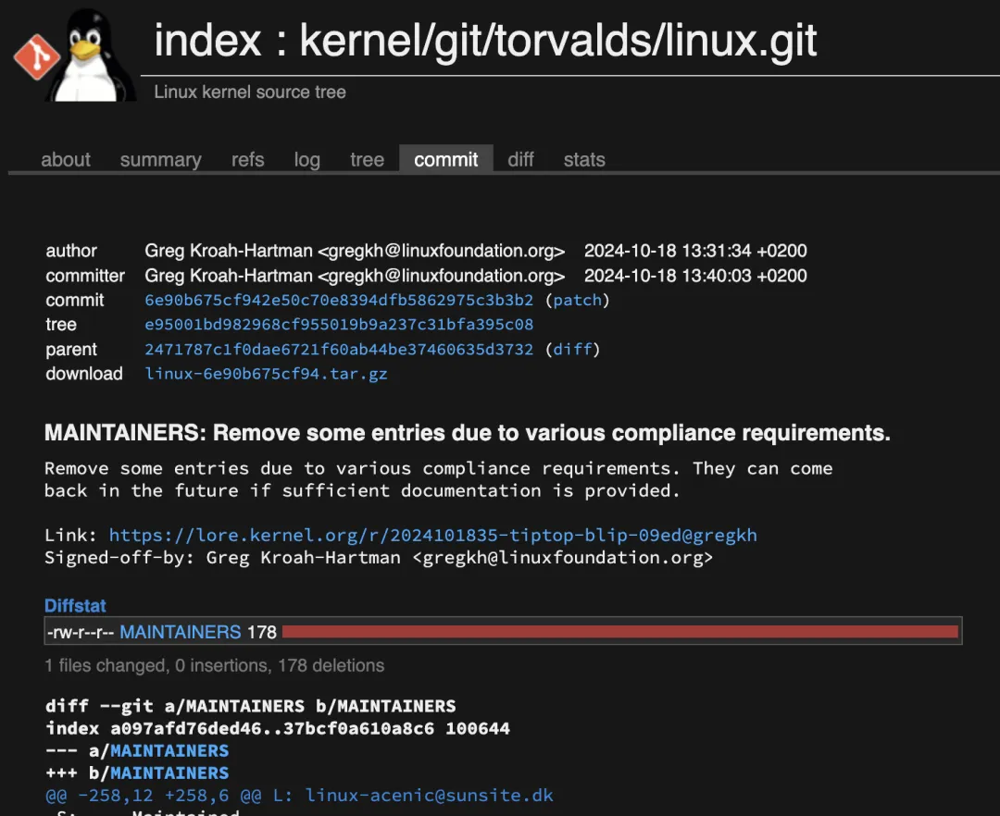 index : kernel/git/torvalds/linux.git
Linux kernel source tree
about summary refs log tree commit diff stats
author Greg Kroah-Hartman <gregkh@linuxfoundation.org> 2024-10-18 13:31:34 +0200
committer Greg Kroah-Hartman <gregkh@linuxfoundation.org> 2024-10-18 13:40:03 +0200
commit 6e90b675cf942e50c70e8394dfb5862975c3b3b2 (patch)
tree e95001bd982968cf955019b9a237c31bfa395c08
parent 2471787c1f0dae6721f60ab44be37460635d3732 (diff)
download linux-6e90b675cf94.tar.gz
MAINTAINERS: Remove some entries due to various compliance requirements.
Remove some entries due to various compliance requirements. They can come
back in the future if sufficient documentation is provided.
Link: https://lore.kernel.org/r/2024101835-tiptop-blip-09ed@gregkh
Signed-off-by: Greg Kroah-Hartman <gregkh@linuxfoundation.org>
Diffstat
-rw-r--r-- MAINTAINERS 178
1 files changed, 0 insertions, 178 deletions
diff --git a/MAINTAINERS b/MAINTAINERS
index a097afd76ded46..37bcf0a610a8c6 100644
--- a/MAINTAINERS
+++ b/MAINTAINERS
@@ -258,12 +258,6 @@ L: linux-acenic@sunsite.dk
S: Maintained